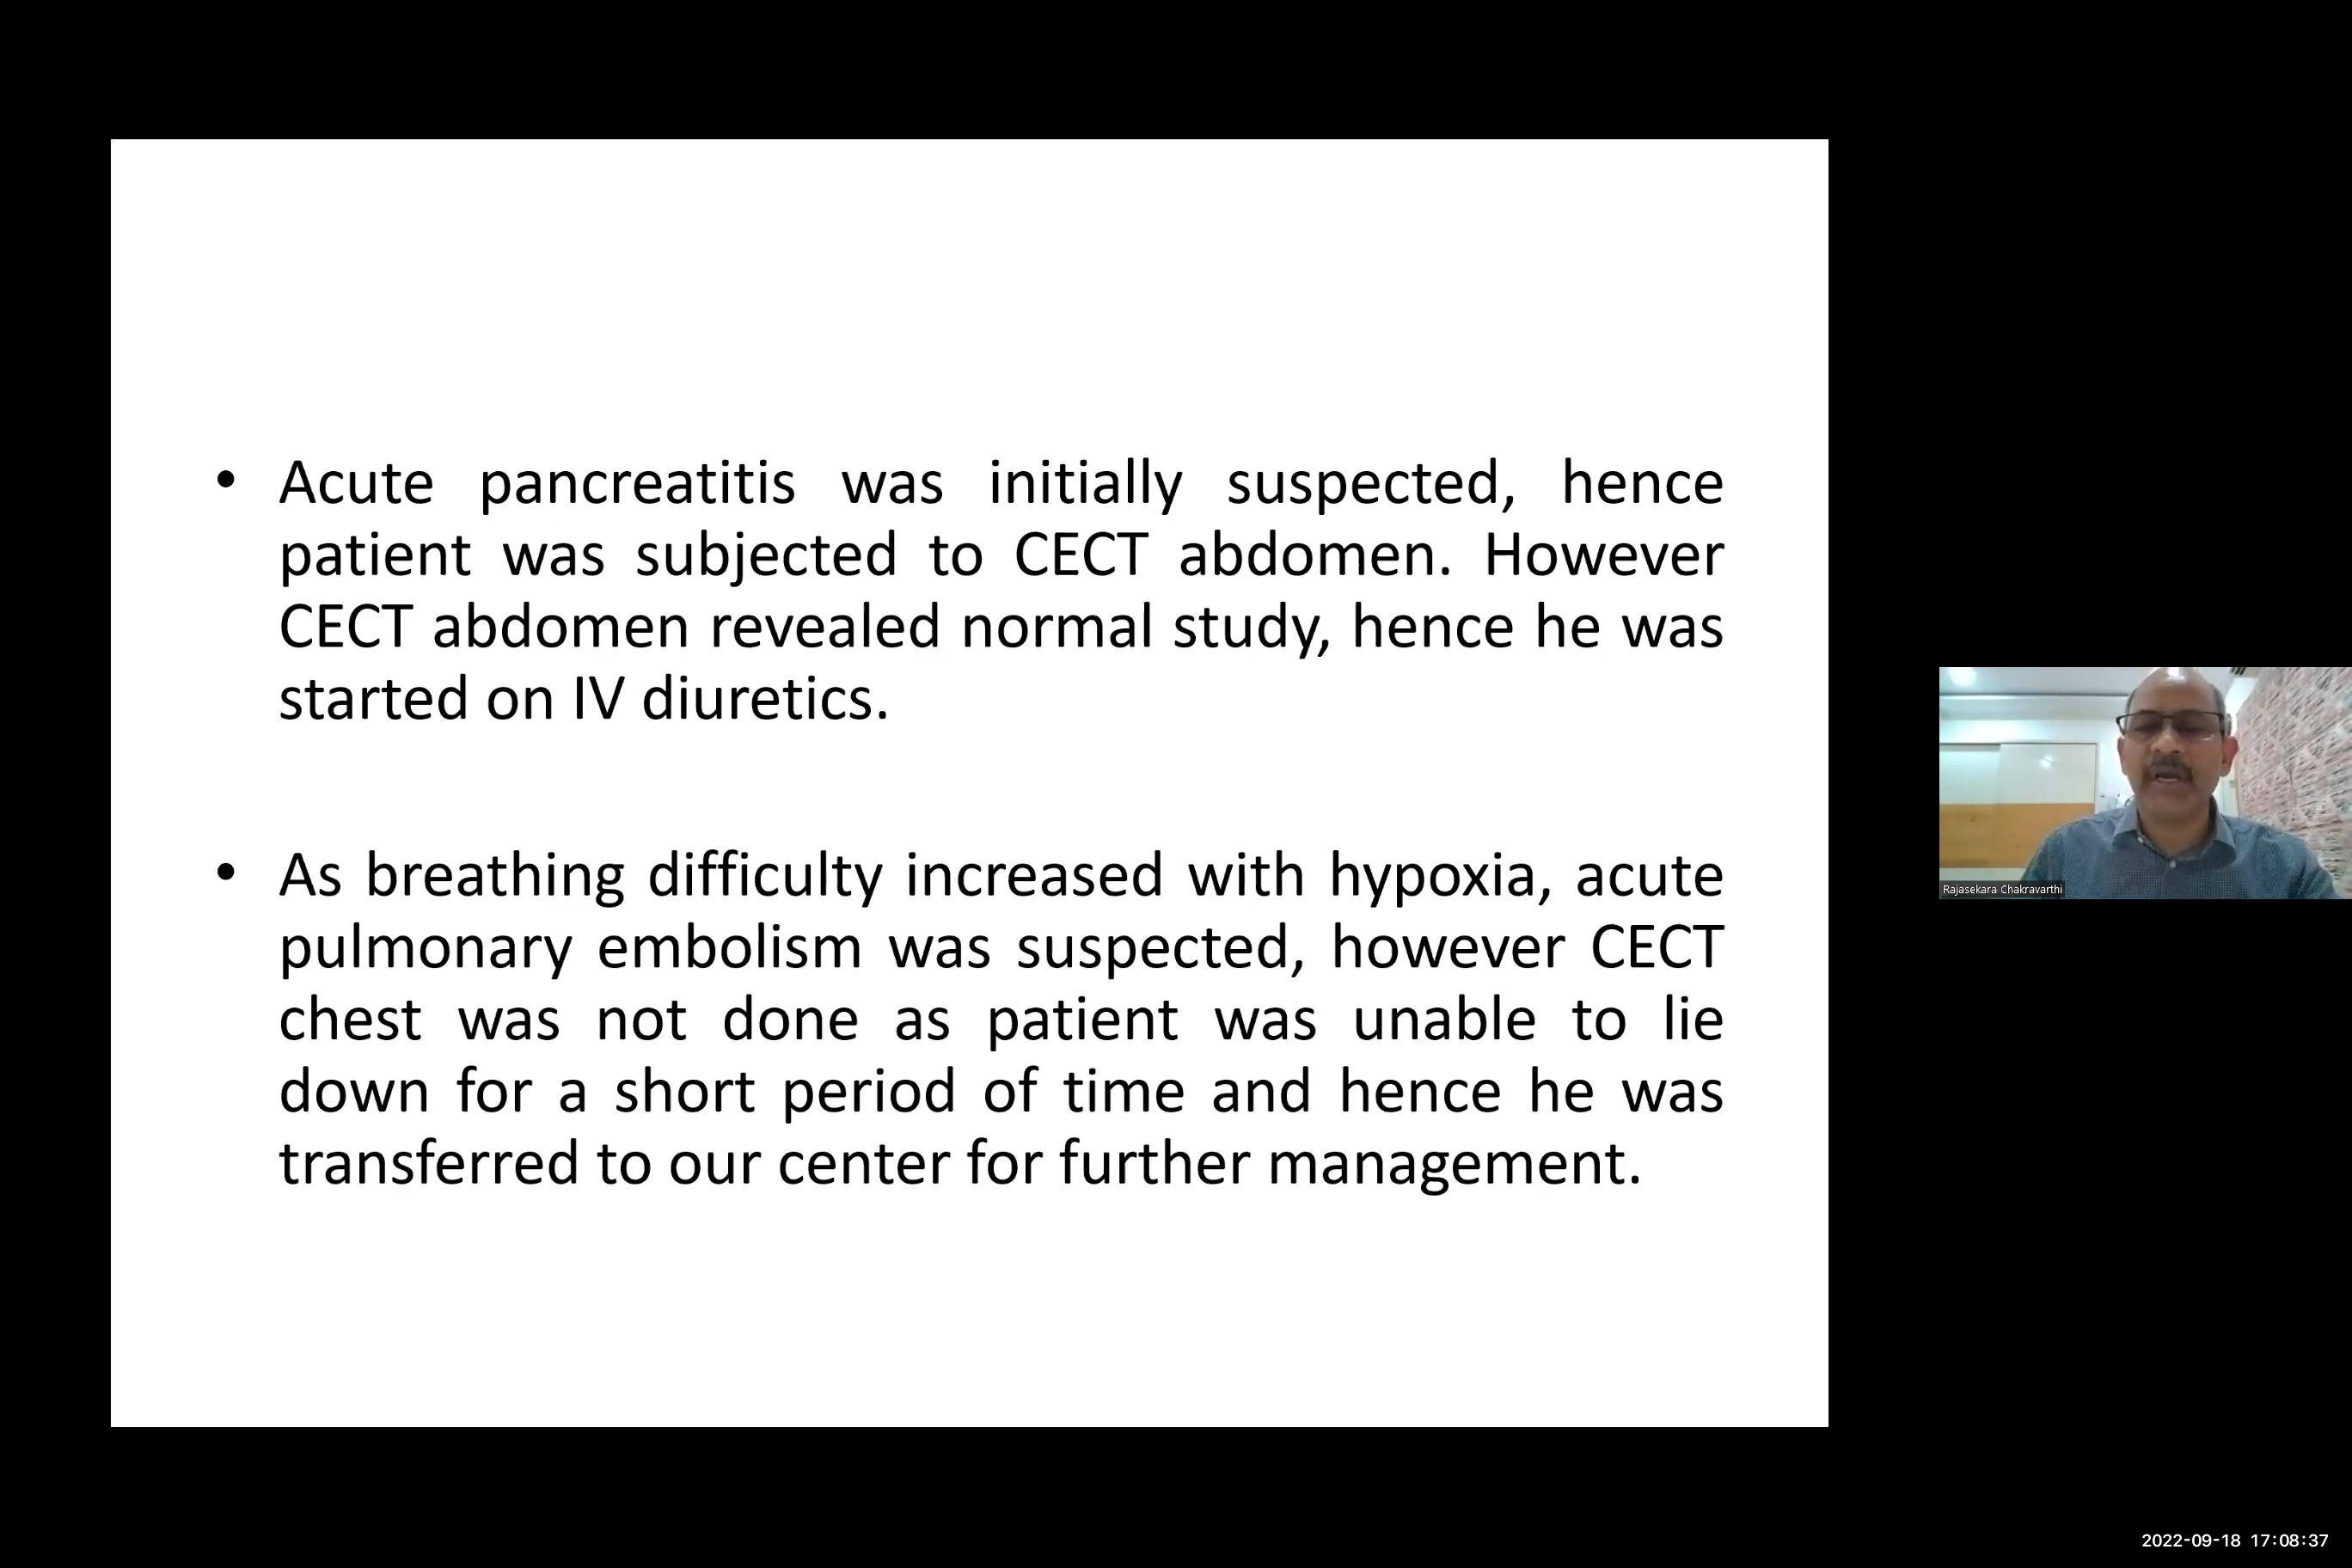 • Acute pancreatitis was initially suspected, hence
patient was subjected to CECT abdomen. However
CECT abdomen revealed normal study, hence he was
started on IV diuretics.
• As breathing difficulty increased with hypoxia, acute
pulmonary embolism was suspected, however CECT
chest was not done as patient was unable to lie
down for a short period of time and hence he was
transferred to our center for further management.
Rajasekara Chakravarthi
2022-09-18 17:08:37